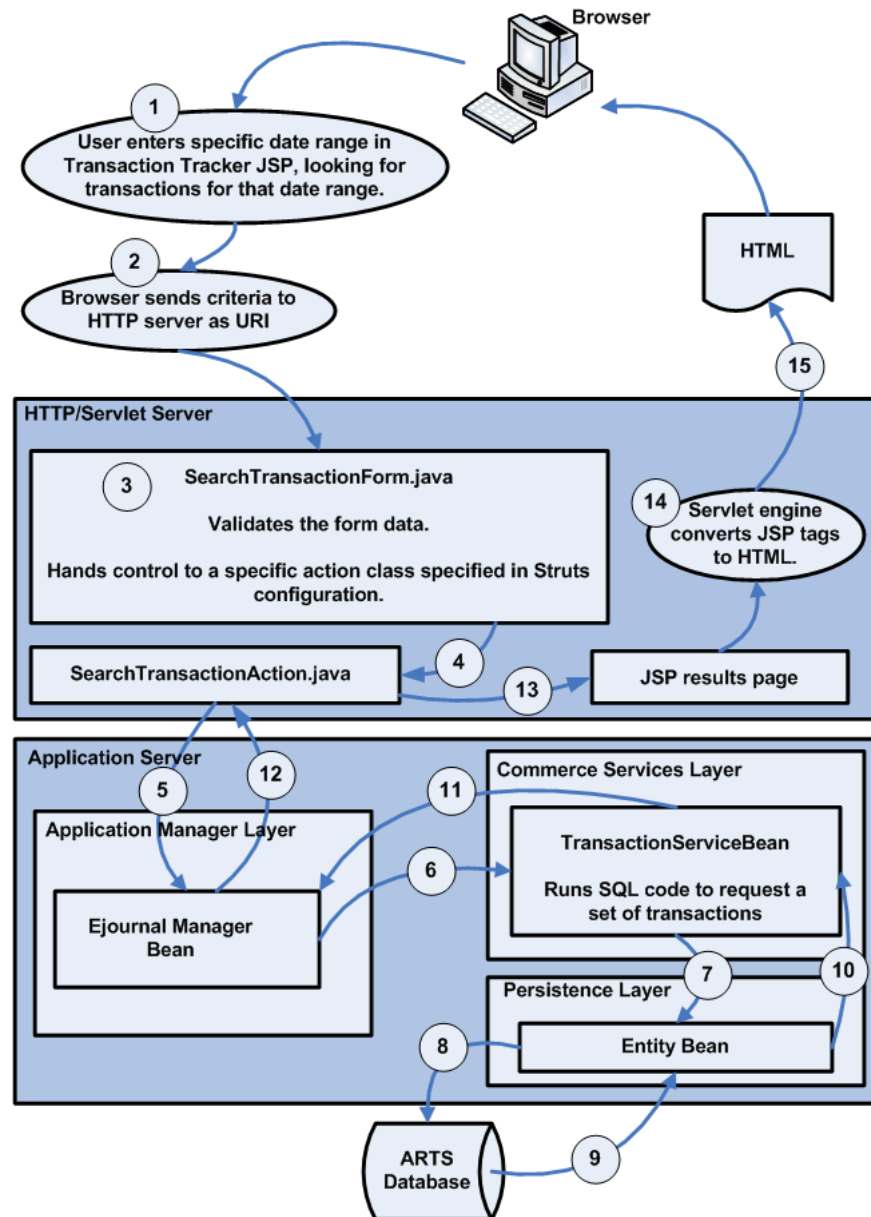 Browser
1
User enters specific date range in
Transaction Tracker JSP, looking for
transactions for that date range.
2
Browser sends criteria to
HTTP server as URI
HTML
15
HTTP/Servlet Server
3
SearchTransactionForm.java
Validates the form data.
Hands control to a specific action class specified in Struts
configuration.
14
Servlet engine
converts JSP tags
to HTML.
4
SearchTransactionAction.java
13
JSP results page
Application Server
5
12
Application Manager Layer
Ejournal Manager
Bean
11
6
Commerce Services Layer
TransactionServiceBean
Runs SQL code to request a
set of transactions
7
10
Persistence Layer
Entity Bean
8
ARTS
Database
9